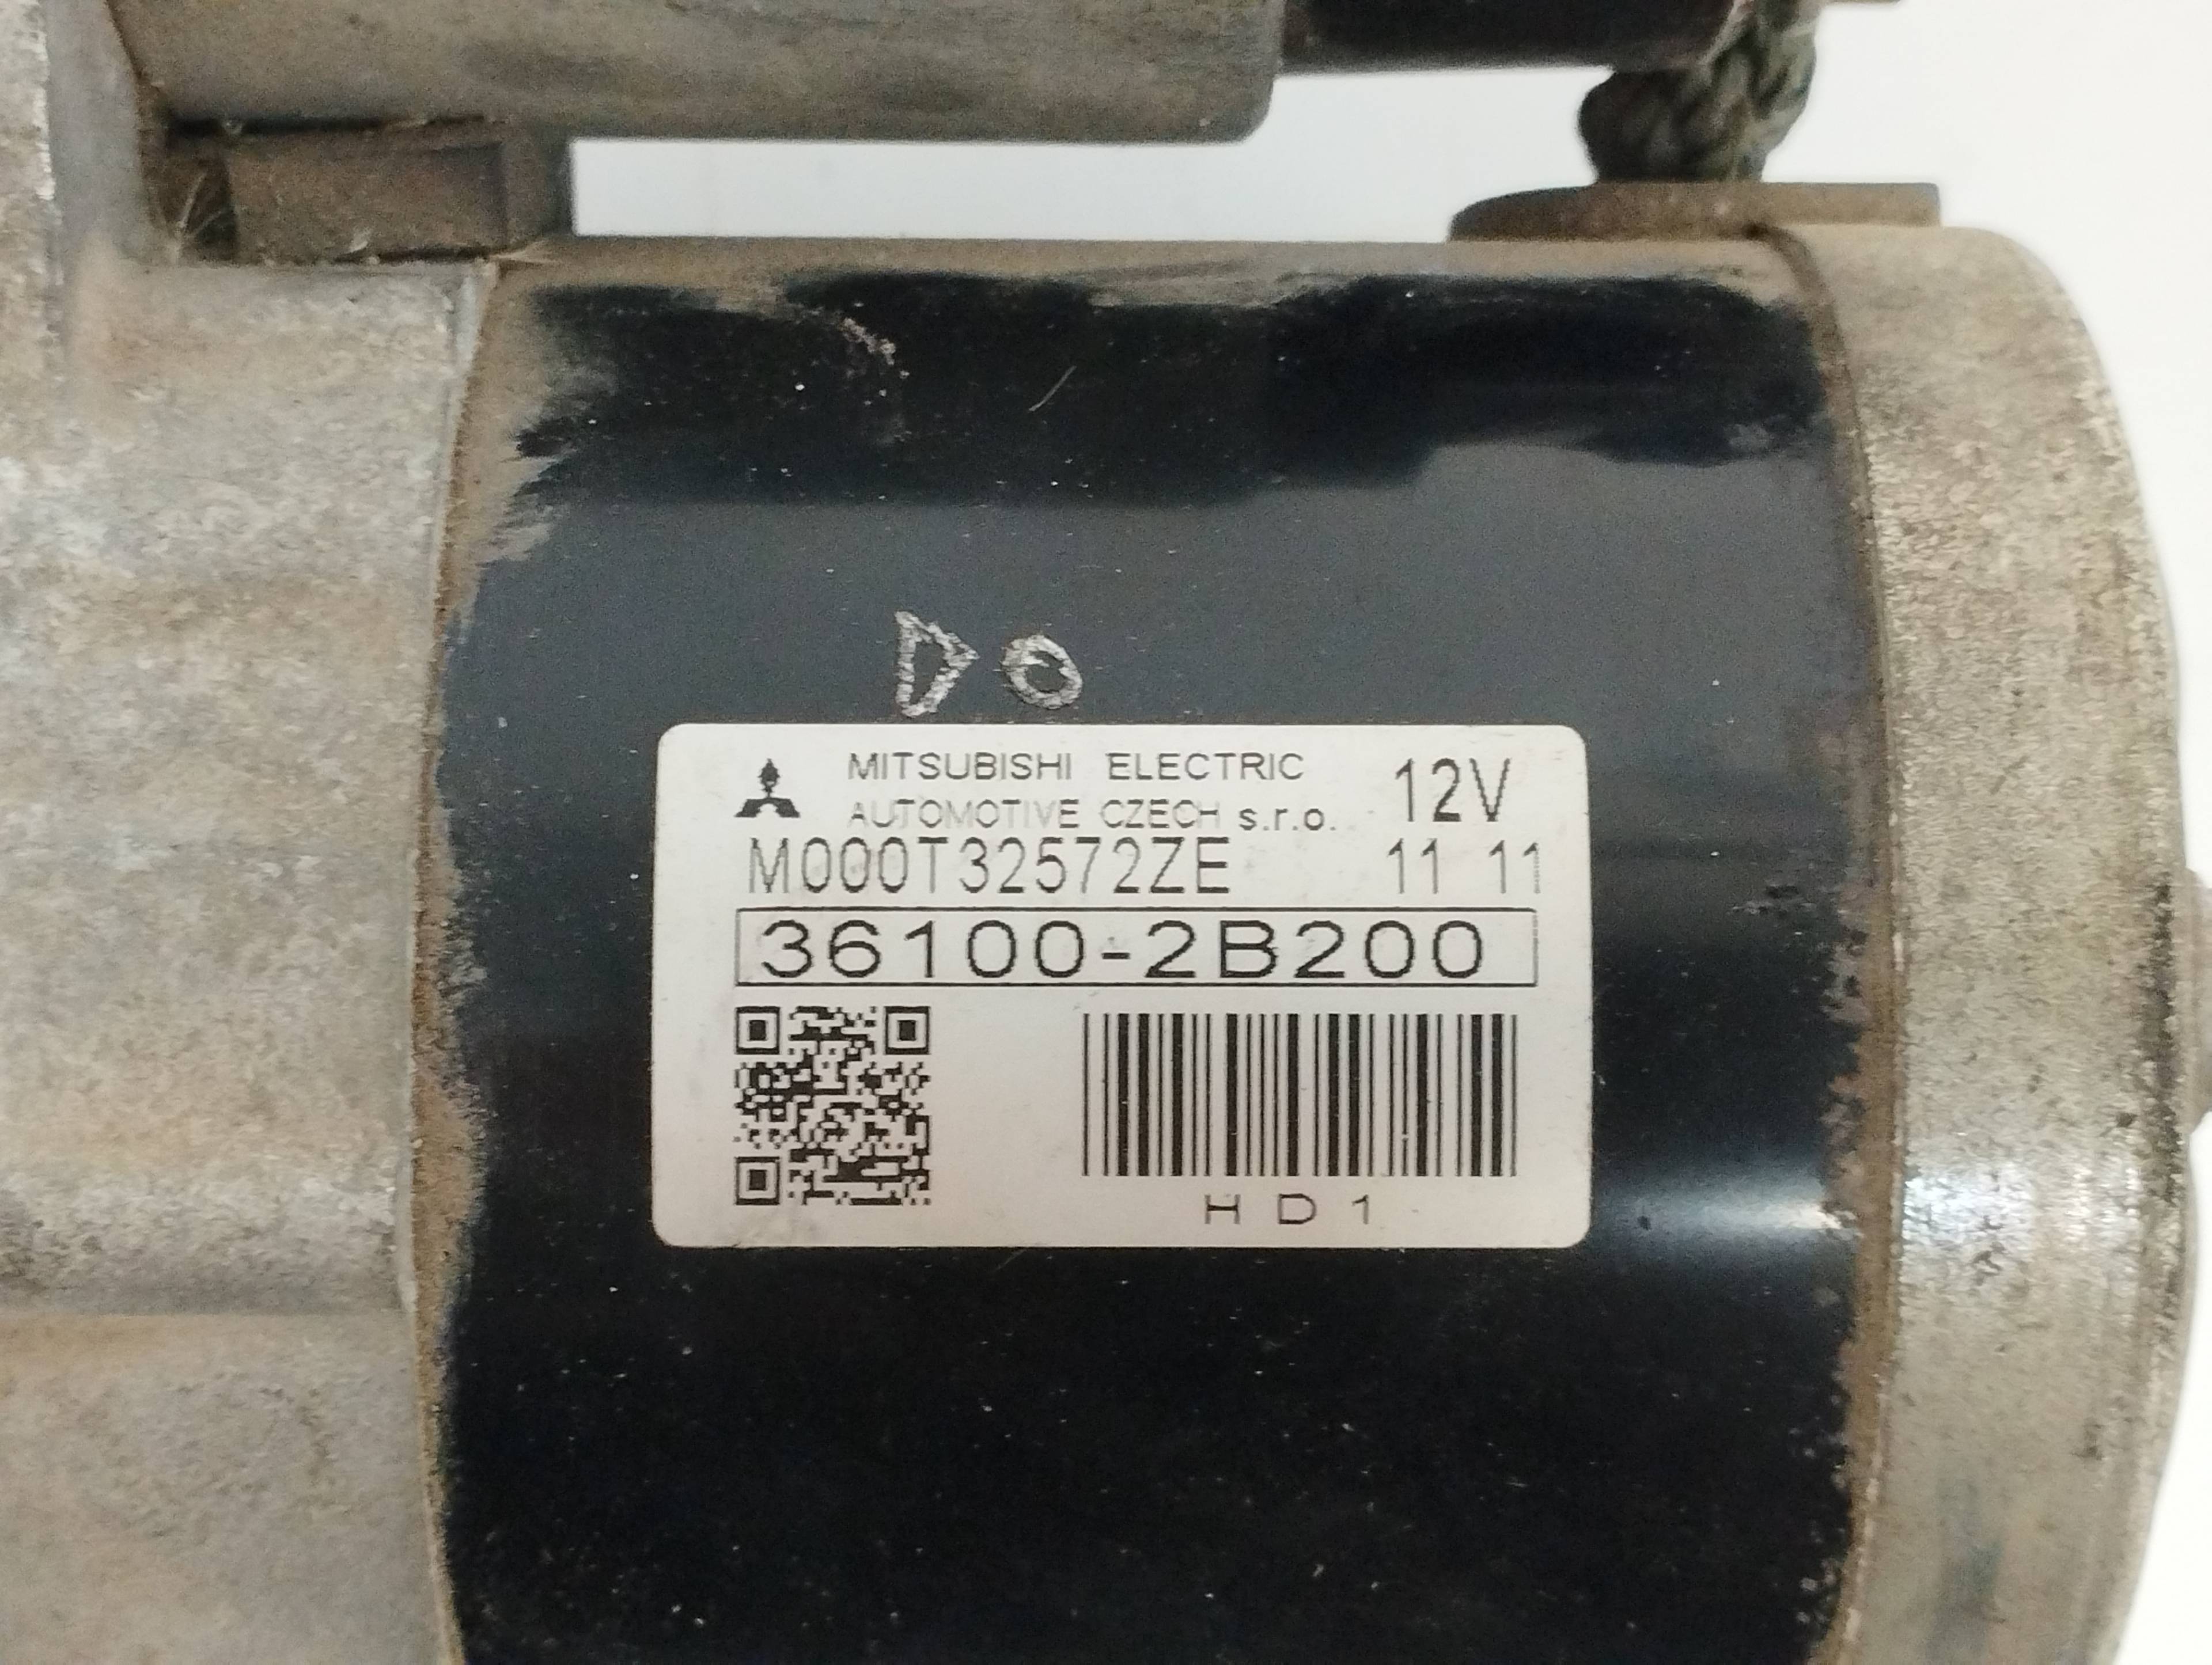 DO
MITSUBISHI ELECTRIC 12V
AUTOMOTIVE CZECH s.r.o.
M000T32572ZE 11 11
36100-2B200
HD1